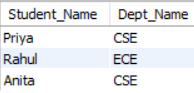 Student_Name Dept_Name
Priya CSE
Rahul ECE
Anita CSE